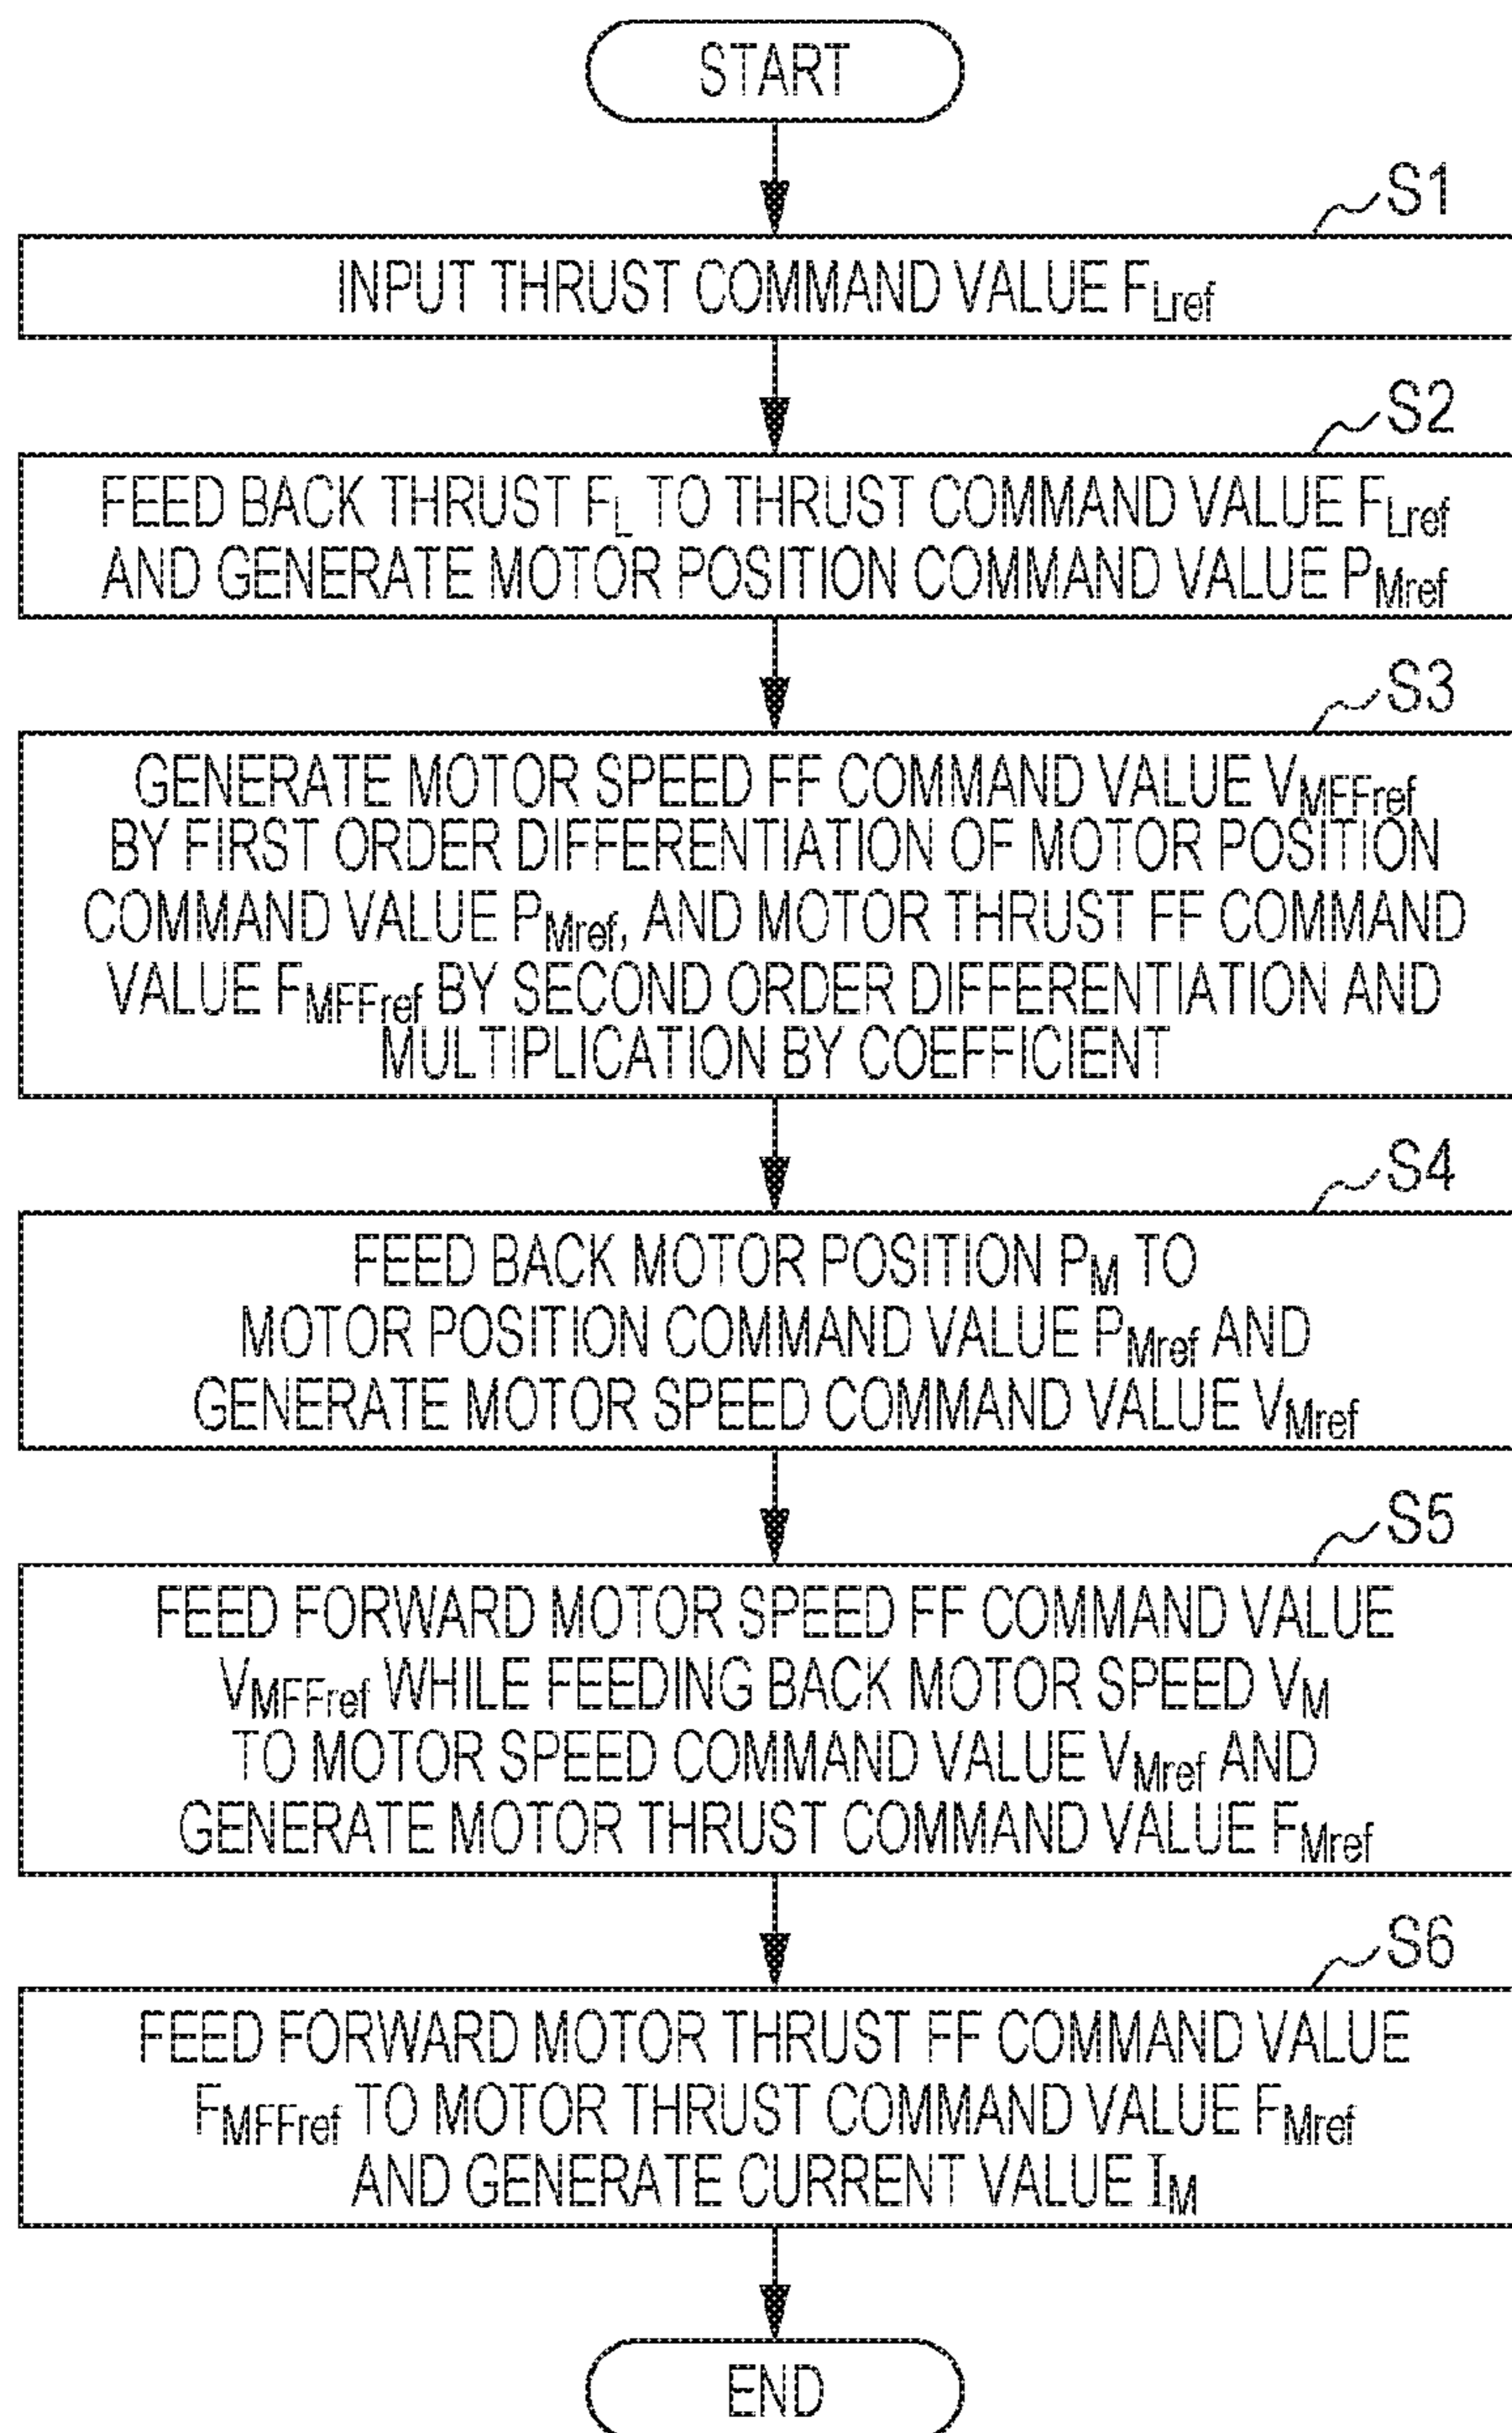 START
S1
INPUT THRUST COMMAND VALUE FLref
S2
FEED BACK THRUST FL TO THRUST COMMAND VALUE FLref
AND GENERATE MOTOR POSITION COMMAND VALUE PMref
S3
GENERATE MOTOR SPEED FF COMMAND VALUE VMFFref
BY FIRST ORDER DIFFERENTIATION OF MOTOR POSITION
COMMAND VALUE PMref, AND MOTOR THRUST FF COMMAND
VALUE FMFFref BY SECOND ORDER DIFFERENTIATION AND
MULTIPLICATION BY COEFFICIENT
S4
FEED BACK MOTOR POSITION PM TO
MOTOR POSITION COMMAND VALUE PMref AND
GENERATE MOTOR SPEED COMMAND VALUE VMref
S5
FEED FORWARD MOTOR SPEED FF COMMAND VALUE
VMFFref WHILE FEEDING BACK MOTOR SPEED VM
TO MOTOR SPEED COMMAND VALUE VMref AND
GENERATE MOTOR THRUST COMMAND VALUE FMref
S6
FEED FORWARD MOTOR THRUST FF COMMAND VALUE
FMFFref TO MOTOR THRUST COMMAND VALUE FMref
AND GENERATE CURRENT VALUE IM
END